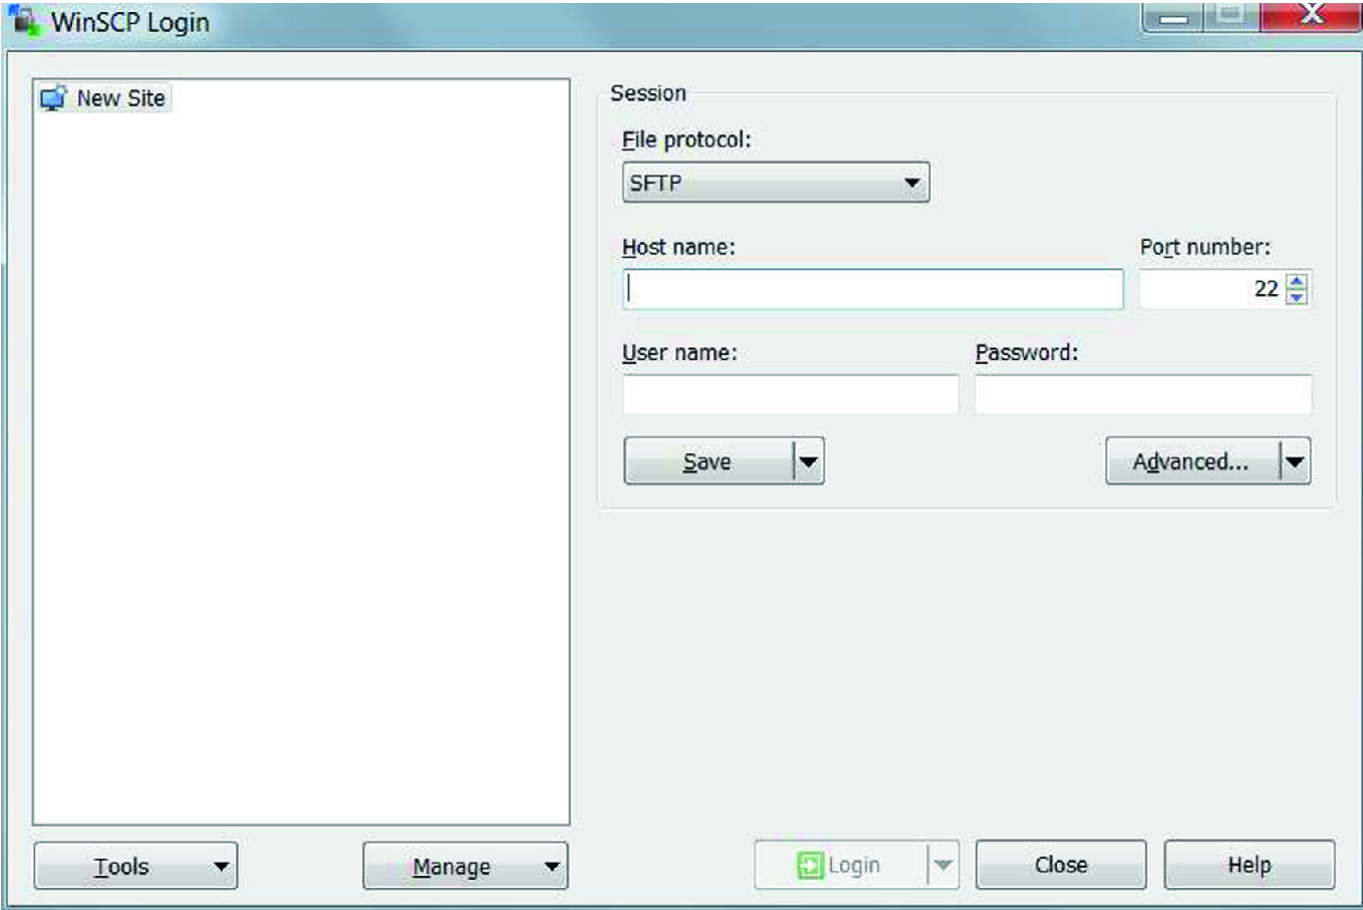 WinSCP Login
New Site
Session
File protocol:
SFTP
Host name:
Port number:
22
User name:
Password:
Save
Advanced...
Tools
Manage
Login
Close
Help